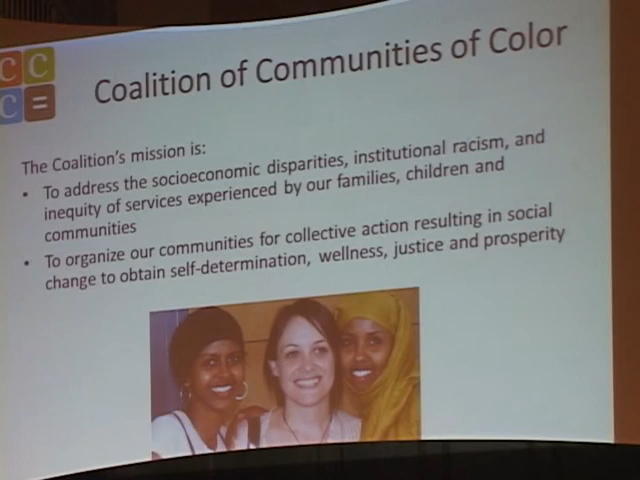 C C
C =
Coalition of Communities of Color
The Coalition's mission is:
• To address the socioeconomic disparities, institutional racism, and
inequity of services experienced by our families, children and
communities
• To organize our communities for collective action resulting in social
change to obtain self-determination, wellness, justice and prosperity